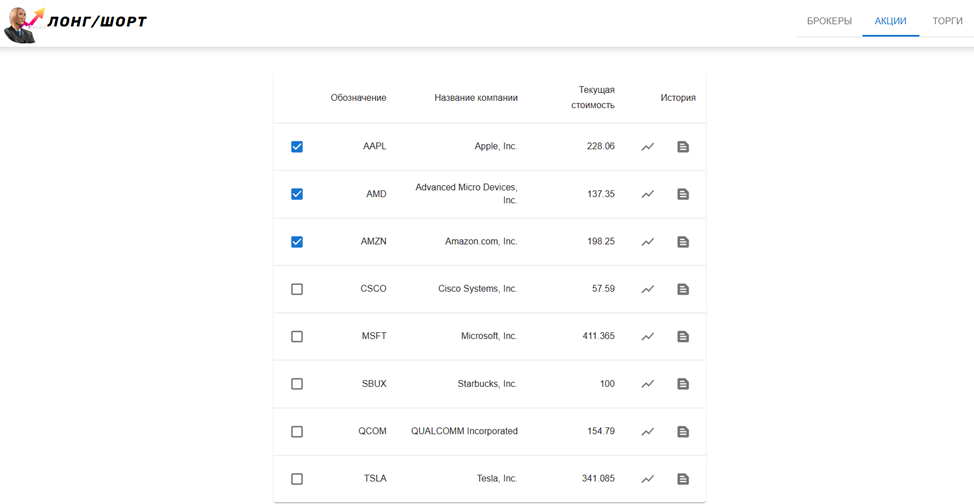 ЛОНГ/ШОРТ
БРОКЕРЫ АКЦИИ ТОРГИ
Обозначение Название компании Текущая стоимость История
AAPL Apple, Inc. 228.06
AMD Advanced Micro Devices, Inc. 137.35
AMZN Amazon.com, Inc. 198.25
CSCO Cisco Systems, Inc. 57.59
MSFT Microsoft, Inc. 411.365
SBUX Starbucks, Inc. 100
QCOM QUALCOMM Incorporated 154.79
TSLA Tesla, Inc. 341.085